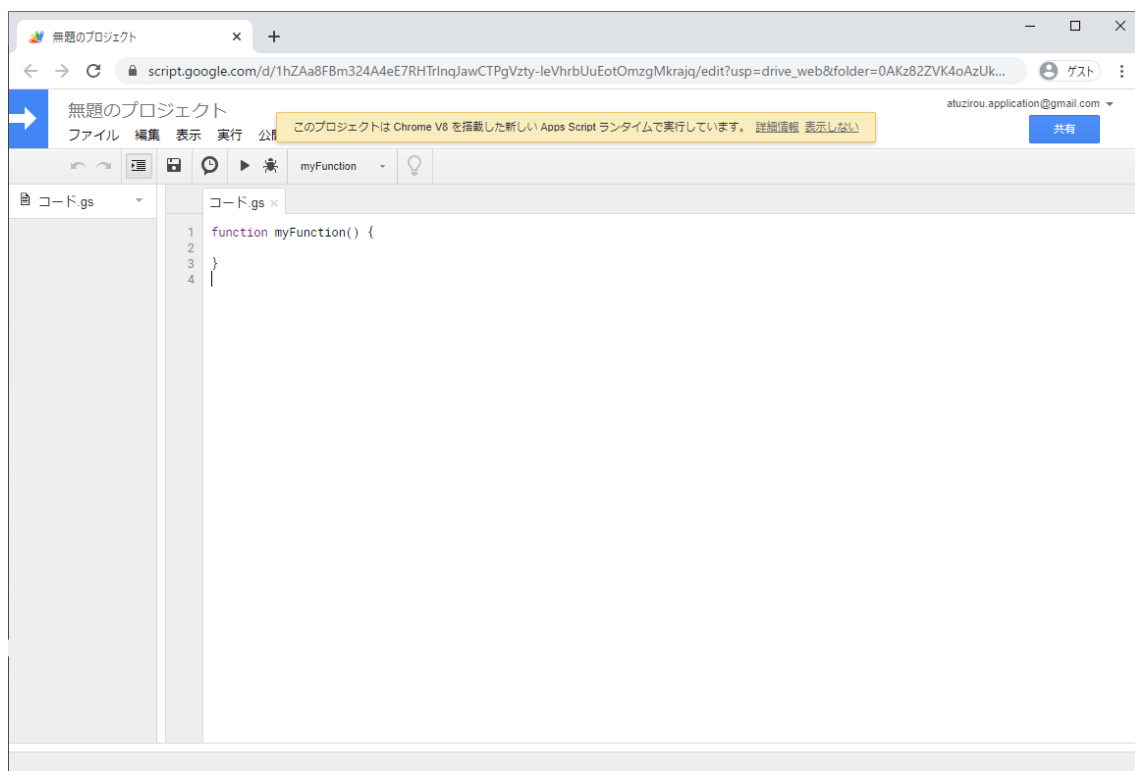 無題のプロジェクト
script.google.com/d/1hZAa8FBm324A4eE7RHTrInqJawCTPgVzty-IeVhrbUuEotOmzgMkrajq/edit?usp=drive_web&folder=0AKz82ZVK4oAzUk... ゲスト
無題のプロジェクト
atuzirou.application@gmail.com
ファイル 編集 表示 実行
このプロジェクトは Chrome V8 を搭載した新しい Apps Script ランタイムで実行しています。 詳細情報 表示しない
共有
myFunction
コード.gs
コード.gs
1 function myFunction() {
2
3 }
4